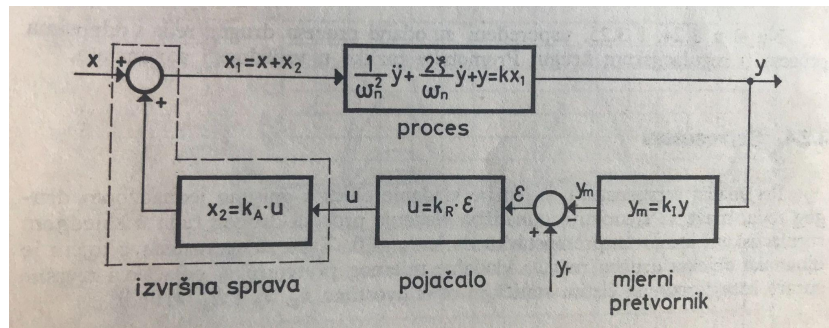 x
+
+
x₁=x+x₂
1/ωₙ² ÿ + 2ξ/ωₙ ẏ + y = kx₁
y
proces
x₂=k_A·u
u
u=k_R·ε
ε
yₘ
+
−
yₘ=k₁y
yᵣ
izvršna sprava
pojačalo
mjerni
pretvornik